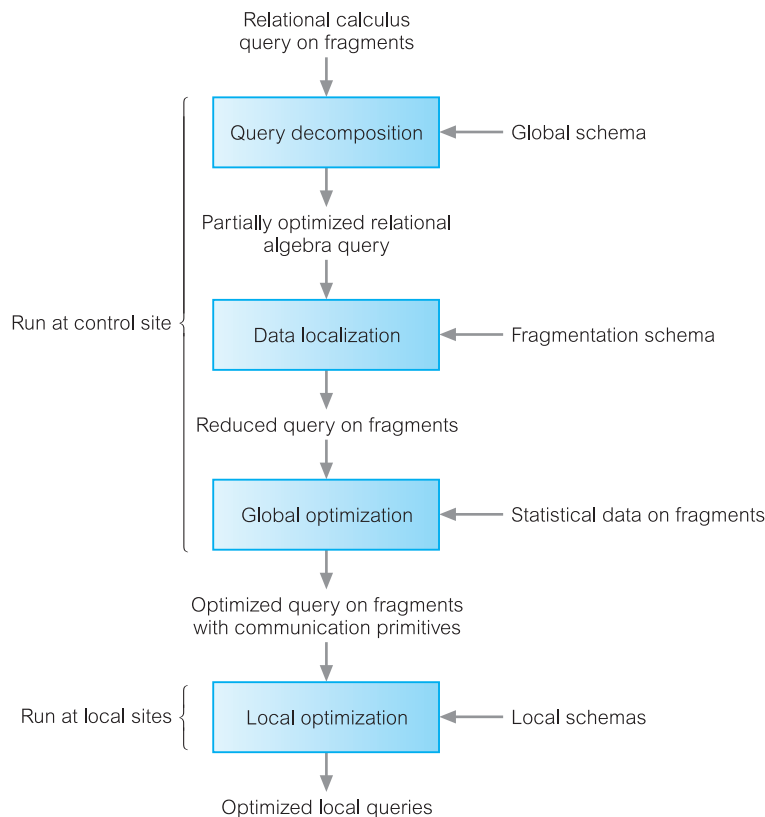 Relational calculus
query on fragments
Query decomposition
Global schema
Partially optimized relational
algebra query
Run at control site
Data localization
Fragmentation schema
Reduced query on fragments
Global optimization
Statistical data on fragments
Optimized query on fragments
with communication primitives
Run at local sites
Local optimization
Local schemas
Optimized local queries